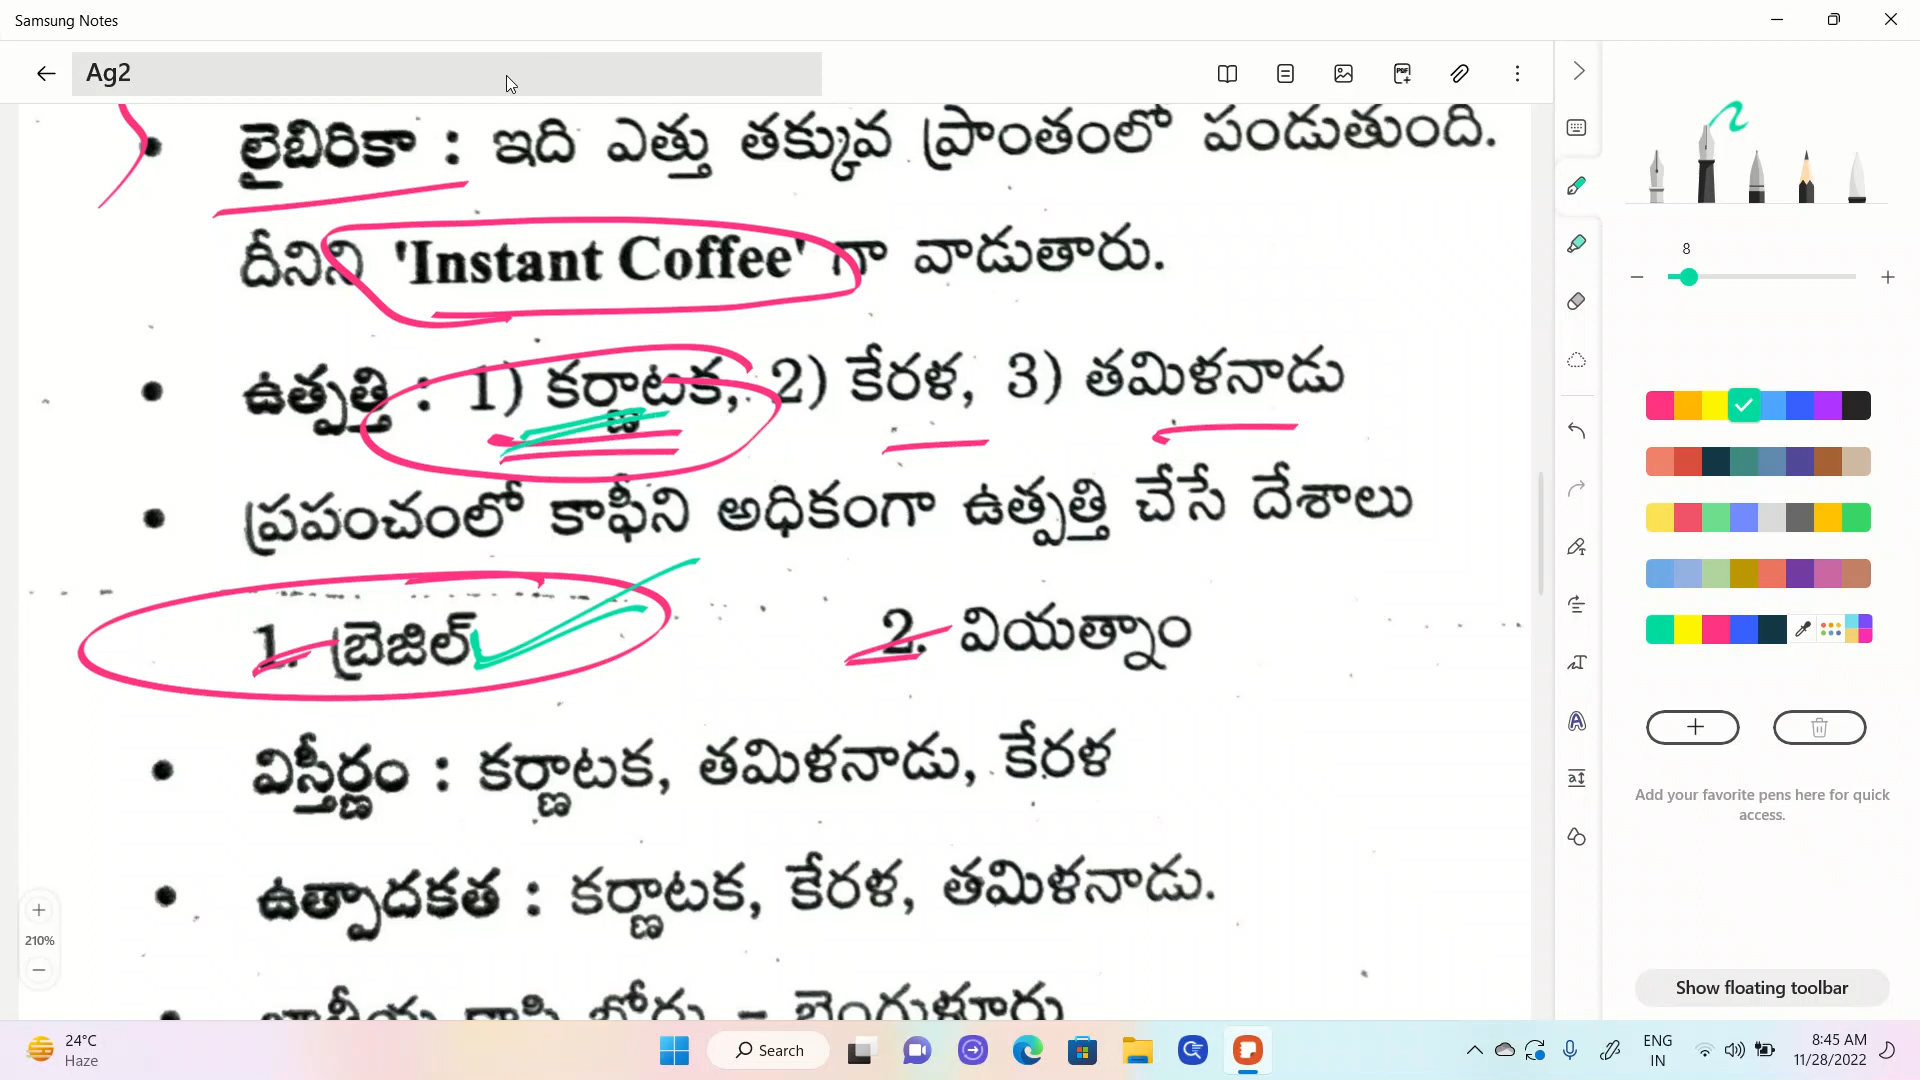 Samsung Notes
Ag2
లైబిరికా : ఇది ఎత్తు తక్కువ ప్రాంతంలో పండుతుంది.
దీనిని 'Instant Coffee' గా వాడుతారు.
ఉత్పత్తి : 1) కర్ణాటక, 2) కేరళ, 3) తమిళనాడు
ప్రపంచంలో కాఫీని అధికంగా ఉత్పత్తి చేసే దేశాలు
1. బ్రెజిల్ 2. వియత్నాం
విస్తీర్ణం : కర్ణాటక, తమిళనాడు, కేరళ
ఉత్పాదకత : కర్ణాటక, కేరళ, తమిళనాడు.
8
210%
Add your favorite pens here for quick
access.
Show floating toolbar
24°C
Haze
Search
ENG
IN
8:45 AM
11/28/2022